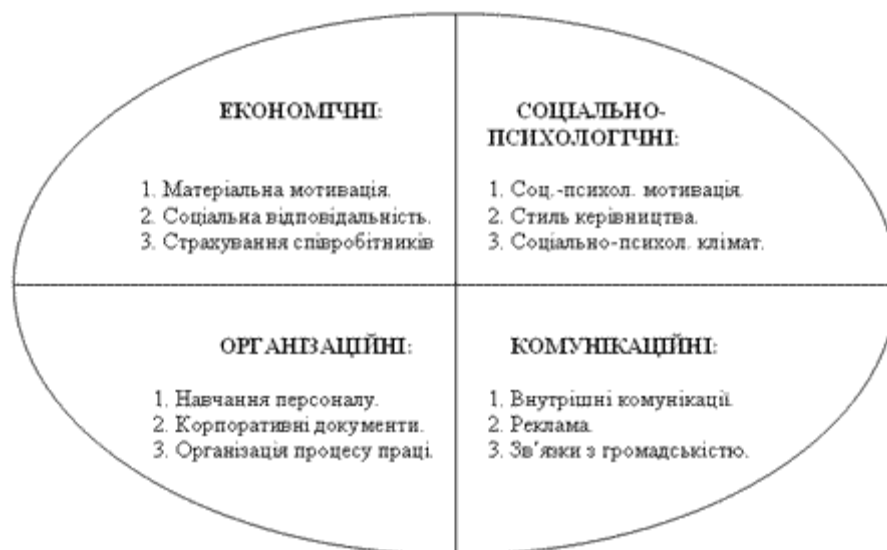 ЕКОНОМІЧНІ:
1. Матеріальна мотивація.
2. Соціальна відповідальність.
3. Страхування співробітників
СОЦІАЛЬНО-
ПСИХОЛОГІЧНІ:
1. Соц.-психол. мотивація.
2. Стиль керівництва.
3. Соціально-психол. клімат.
ОРГАНІЗАЦІЙНІ:
1. Навчання персоналу.
2. Корпоративні документи.
3. Організація процесу праці.
КОМУНІКАЦІЙНІ:
1. Внутрішні комунікації.
2. Реклама.
3. Зв’язки з громадськістю.